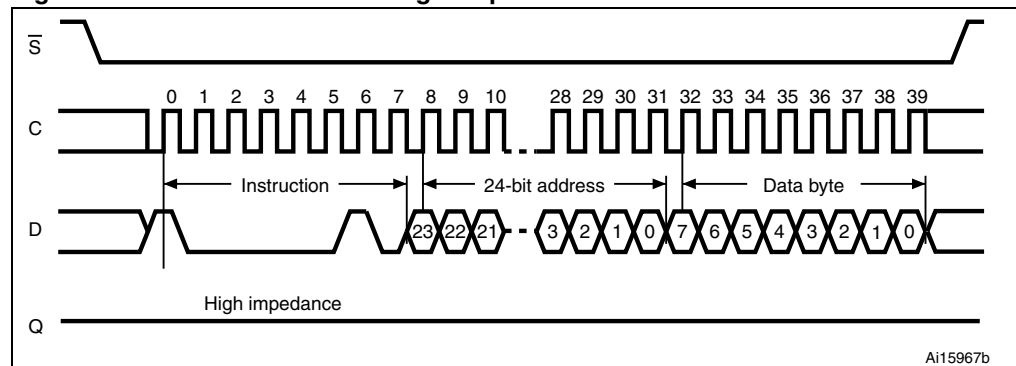 S
0 1 2 3 4 5 6 7 8 9 10 28 29 30 31 32 33 34 35 36 37 38 39
C
Instruction 24-bit address Data byte
D
23 22 21 3 2 1 0 7 6 5 4 3 2 1 0
High impedance
Q
Ai15967b